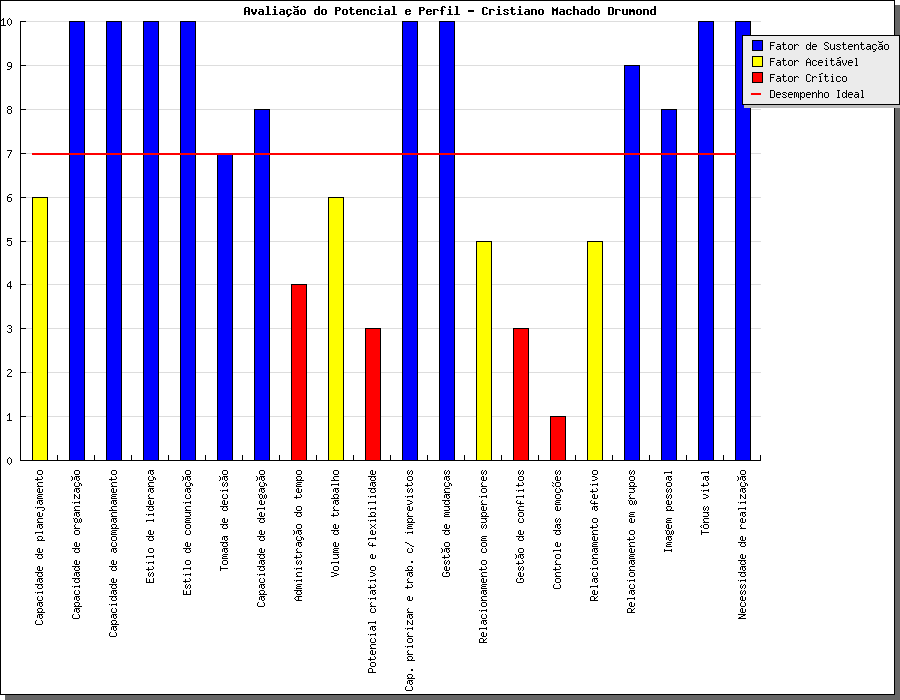 Avaliação do Potencial e Perfil - Cristiano Machado Drumond
Fator de Sustentação
Fator Aceitável
Fator Crítico
Desempenho Ideal
10
9
8
7
6
5
4
3
2
1
0
Capacidade de planejamento
Capacidade de organização
Capacidade de acompanhamento
Estilo de liderança
Estilo de comunicação
Tomada de decisão
Capacidade de delegação
Administração do tempo
Volume de trabalho
Potencial criativo e flexibilidade
Cap. priorizar e trab. c/ imprevistos
Gestão de mudanças
Relacionamento com superiores
Gestão de conflitos
Controle das emoções
Relacionamento afetivo
Relacionamento em grupos
Imagem pessoal
Tônus vital
Necessidade de realização